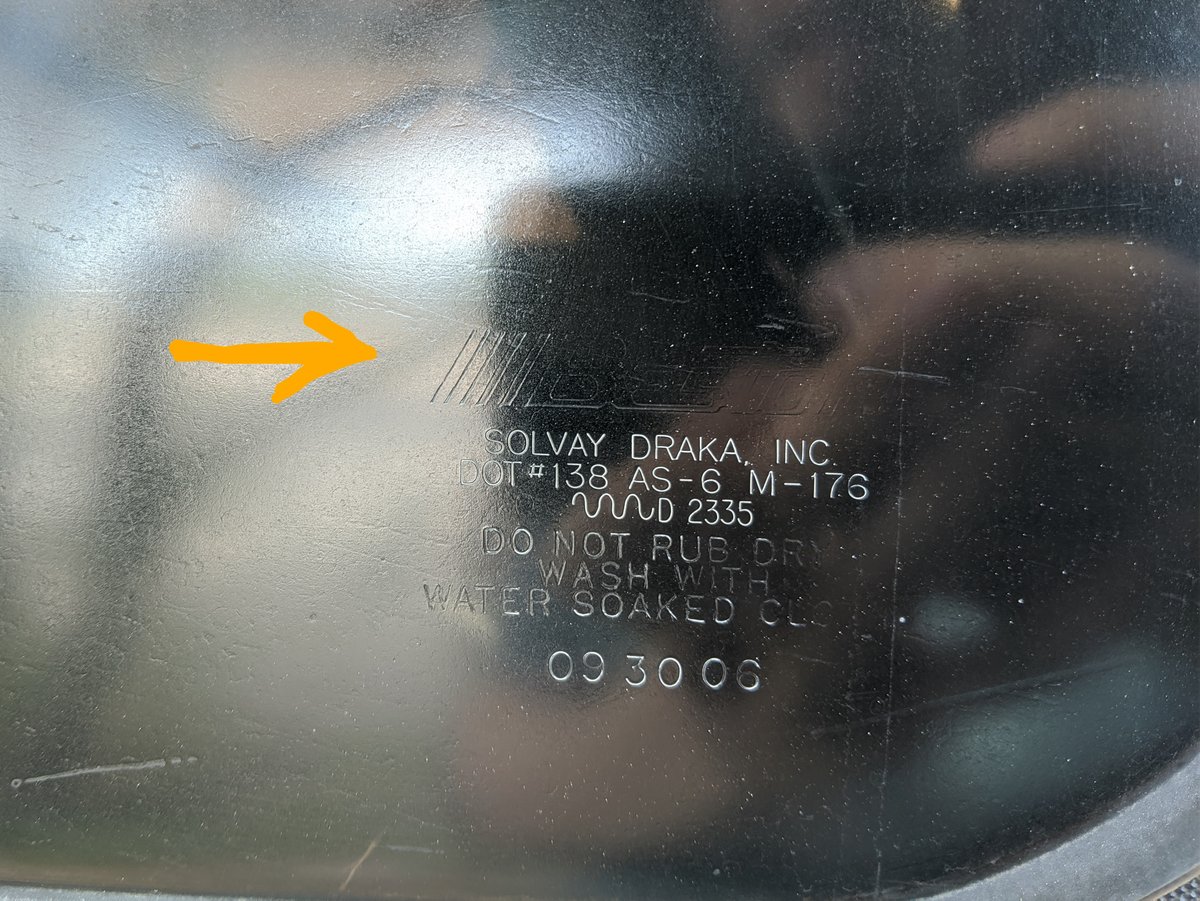 SOLVAY DRAKA, INC.
DOT #138 AS-6 M-176
D 2335
DO NOT RUB DRY
WASH WITH
WATER SOAKED
09 30 06